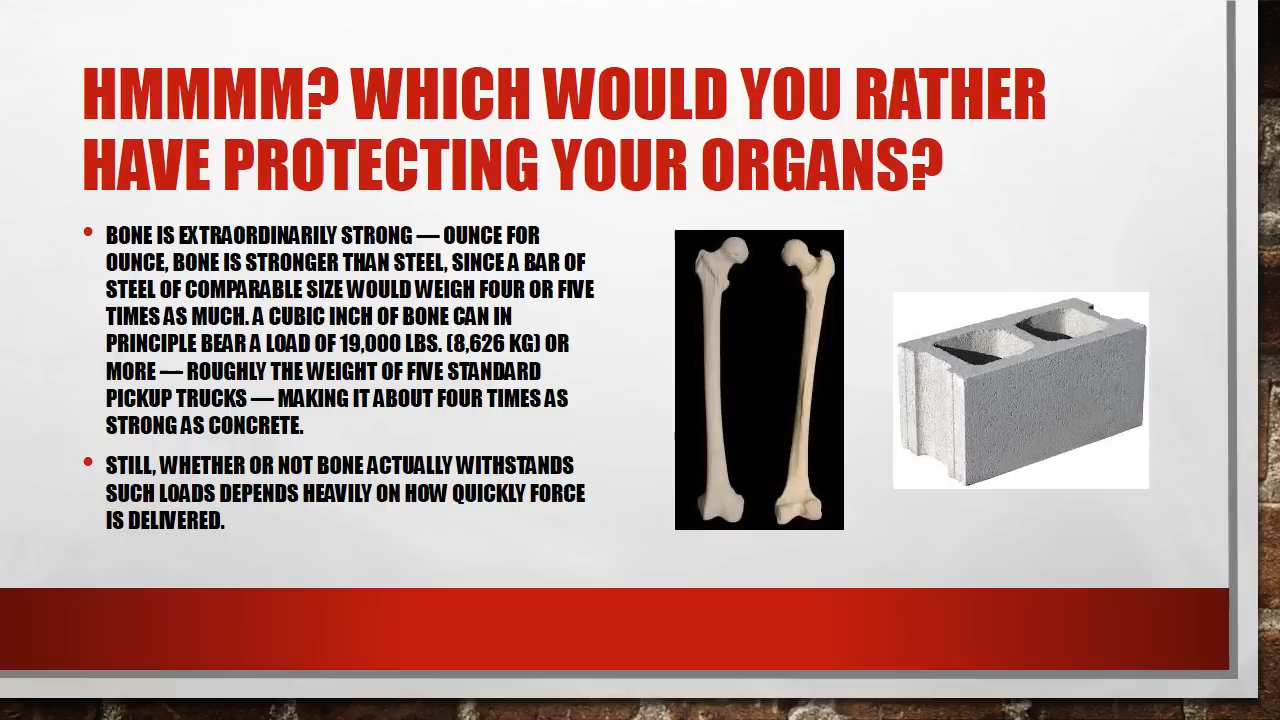 HMMMM? WHICH WOULD YOU RATHER
HAVE PROTECTING YOUR ORGANS?
• BONE IS EXTRAORDINARILY STRONG — OUNCE FOR
OUNCE, BONE IS STRONGER THAN STEEL, SINCE A BAR OF
STEEL OF COMPARABLE SIZE WOULD WEIGH FOUR OR FIVE
TIMES AS MUCH. A CUBIC INCH OF BONE CAN IN
PRINCIPLE BEAR A LOAD OF 19,000 LBS. (8,626 KG) OR
MORE — ROUGHLY THE WEIGHT OF FIVE STANDARD
PICKUP TRUCKS — MAKING IT ABOUT FOUR TIMES AS
STRONG AS CONCRETE.
• STILL, WHETHER OR NOT BONE ACTUALLY WITHSTANDS
SUCH LOADS DEPENDS HEAVILY ON HOW QUICKLY FORCE
IS DELIVERED.